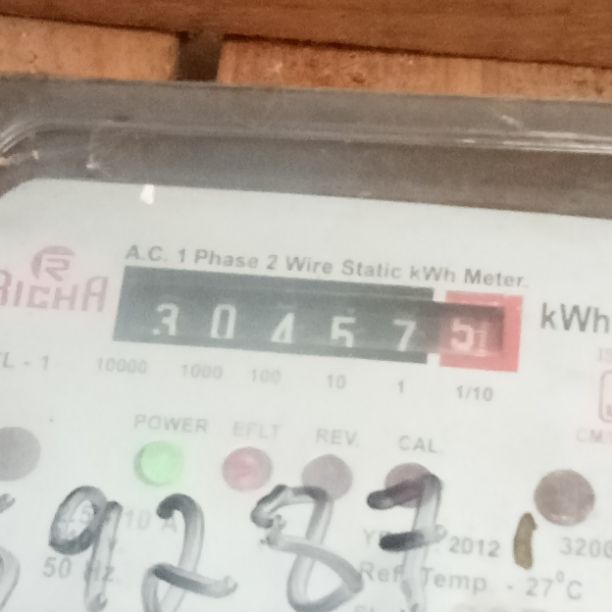 A.C. 1 Phase 2 Wire Static kWh Meter.
RICHA
3 0 4 5 7 5 kWh
10000 1000 100 10 1 1/10
POWER EFLT REV. CAL.
9287
10 A
2012 3200
50 Hz.
Ref. Temp. - 27°C